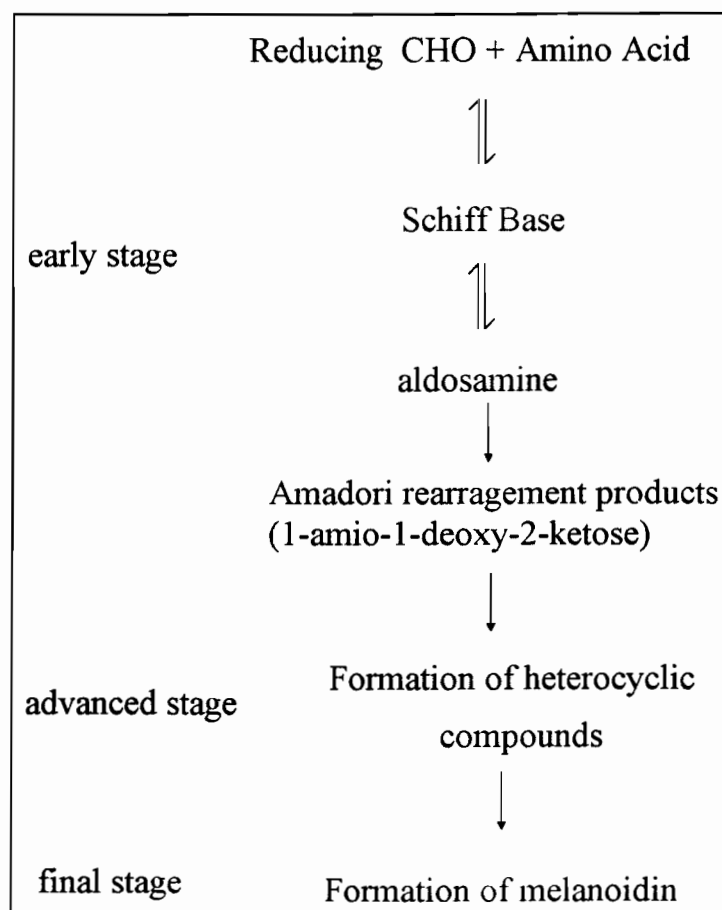 Reducing CHO + Amino Acid
Schiff Base
early stage
aldosamine
Amadori rearragement products
(1-amio-1-deoxy-2-ketose)
Formation of heterocyclic
advanced stage
compounds
final stage
Formation of melanoidin